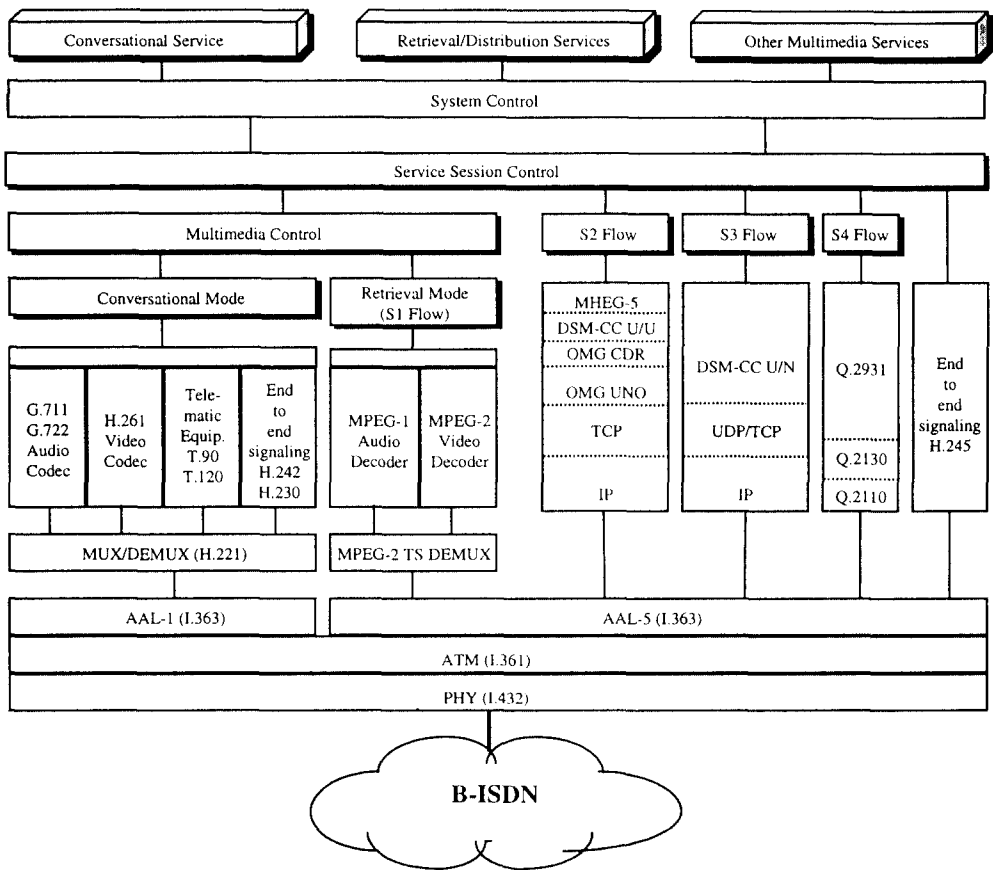 Conversational Service
Retrieval/Distribution Services
Other Multimedia Services
System Control
Service Session Control
Multimedia Control
S2 Flow
S3 Flow
S4 Flow
Conversational Mode
Retrieval Mode
(S1 Flow)
G.711
G.722
Audio
Codec
H.261
Video
Codec
Tele-
matic
Equip.
T.90
T.120
End
to
end
signaling
H.242
H.230
MPEG-1
Audio
Decoder
MPEG-2
Video
Decoder
MHEG-5
DSM-CC U/U
OMG CDR
OMG UNO
TCP
IP
DSM-CC U/N
UDP/TCP
IP
Q.2931
Q.2130
Q.2110
End
to
end
signaling
H.245
MUX/DEMUX (H.221)
MPEG-2 TS DEMUX
AAL-1 (I.363)
AAL-5 (I.363)
ATM (I.361)
PHY (I.432)
B-ISDN